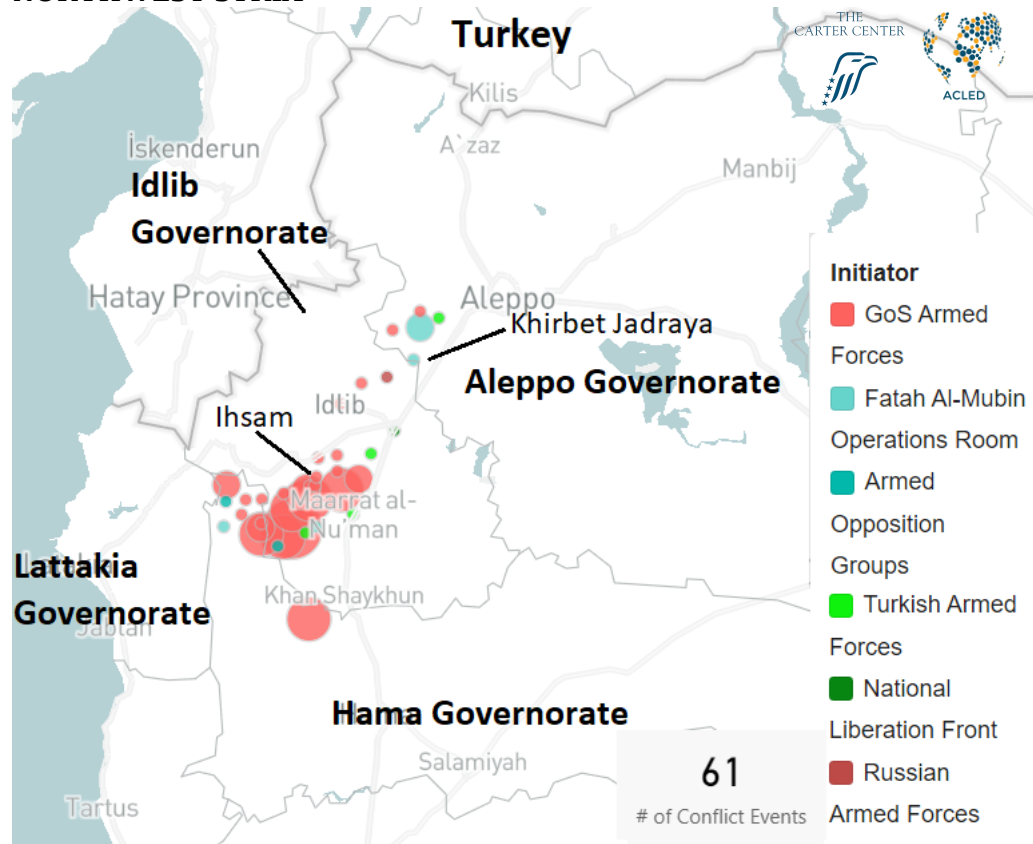 Turkey
THE
CARTER CENTER
ACLED
Kilis
A`zaz
İskenderun
Manbij
Idlib
Governorate
Hatay Province
Aleppo
Khirbet Jadraya
Aleppo Governorate
Idlib
Ihsam
Maarrat al-
Nu'man
Lattakia
Governorate
Jablah
Khan Shaykhun
Hama Governorate
Salamiyah
Tartus
61
# of Conflict Events
Initiator
GoS Armed
Forces
Fatah Al-Mubin
Operations Room
Armed
Opposition
Groups
Turkish Armed
Forces
National
Liberation Front
Russian
Armed Forces